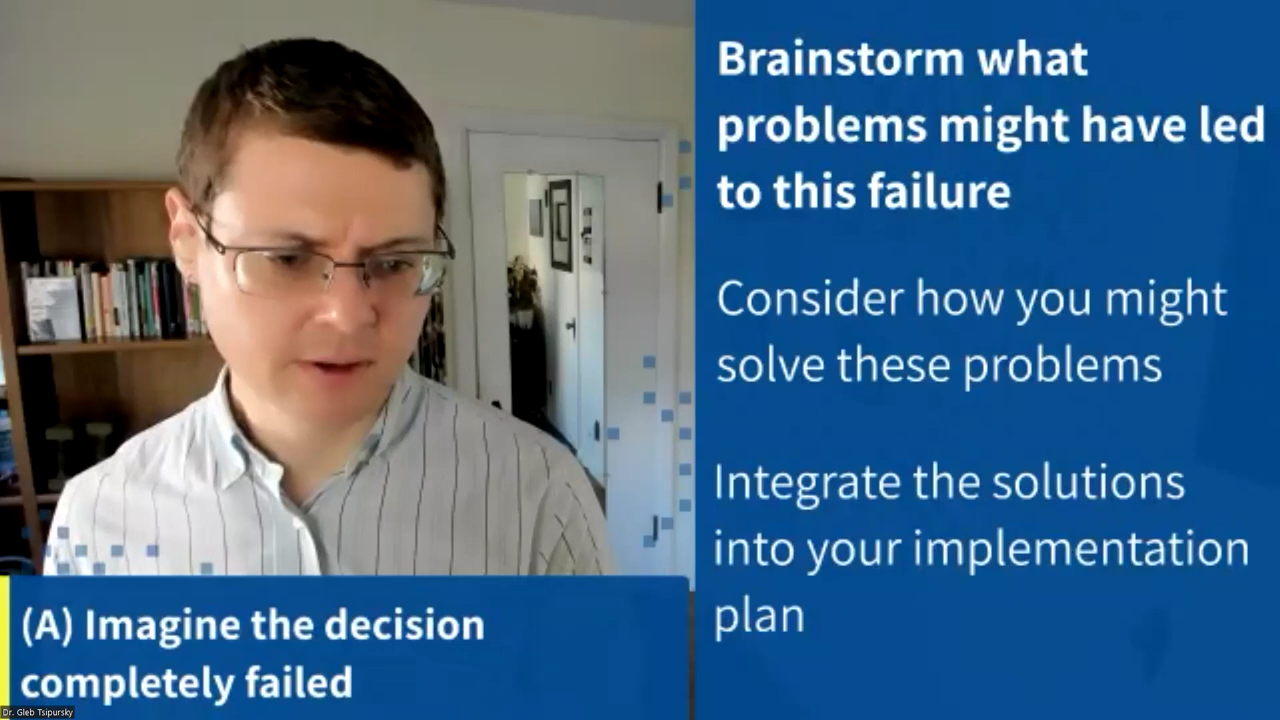 Brainstorm what
problems might have led
to this failure
Consider how you might
solve these problems
Integrate the solutions
into your implementation
plan
(A) Imagine the decision
completely failed
Dr. Gleb Tsipursky